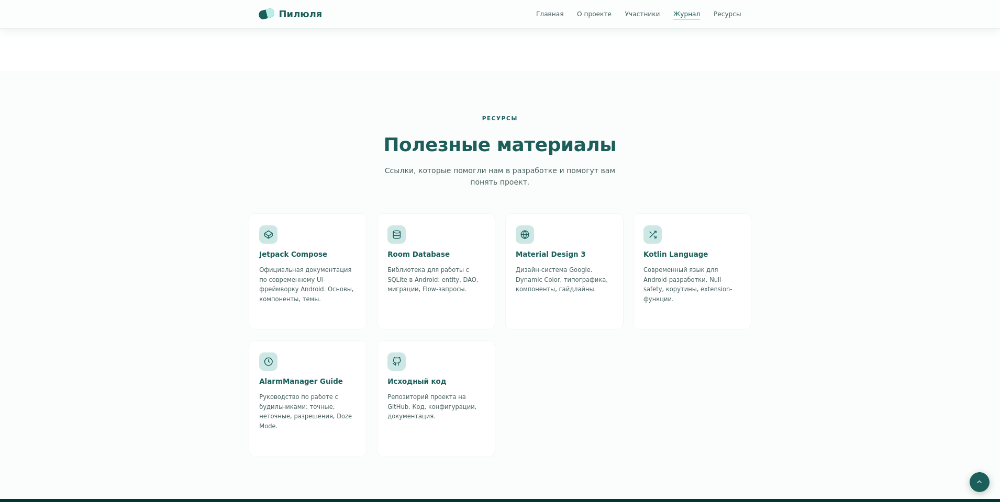 Пилюля
Главная
О проекте
Участники
Журнал
Ресурсы
РЕСУРСЫ
Полезные материалы
Ссылки, которые помогли нам в разработке и помогут вам
понять проект.
Jetpack Compose
Официальная документация
по современному UI-
фреймворку Android. Основы,
компоненты, темы.
Room Database
Библиотека для работы с
SQLite в Android: entity, DAO,
миграции, Flow-запросы.
Material Design 3
Дизайн-система Google.
Dynamic Color, типографика,
компоненты, гайдлайны.
Kotlin Language
Современный язык для
Android-разработки. Null-
safety, корутины, extension-
функции.
AlarmManager Guide
Руководство по работе с
будильниками: точные,
неточные, разрешения, Doze
Mode.
Исходный код
Репозиторий проекта на
GitHub. Код, конфигурации,
документация.